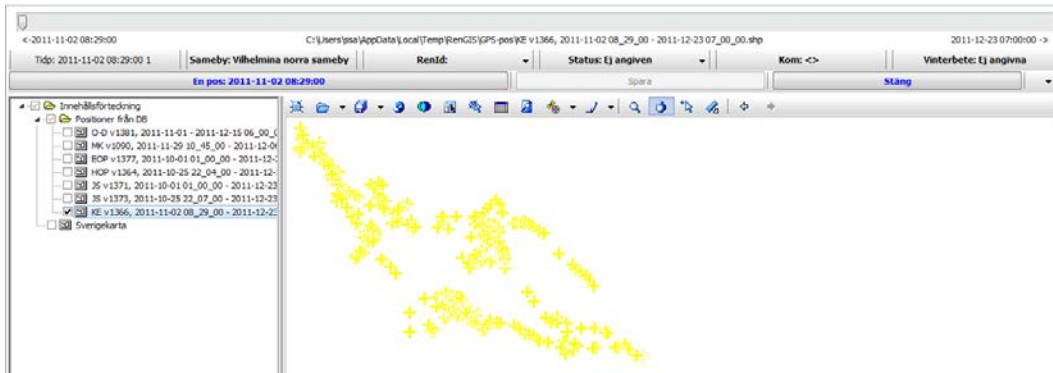 <-2011-11-02 08:29:00 C:\Users\psa\AppData\Local\Temp\RenGIS\GPS-pos\KE v1366, 2011-11-02 08_29_00 - 2011-12-23 07_00_00.shp 2011-12-23 07:00:00 ->
Tidp: 2011-11-02 08:29:00 1 Sameby: Vilhelmina norra sameby RenId: Status: Ej angiven Kom: <> Vinterbete: Ej angivna
En pos: 2011-11-02 08:29:00 Spara Stäng
Innehållsförteckning
Positioner från DB
O-D v1381, 2011-11-01 - 2011-12-15 06_00_0
MK v1090, 2011-11-29 10_45_00 - 2011-12-0
EOP v1377, 2011-10-01 01_00_00 - 2011-12-
HOP v1364, 2011-10-25 22_04_00 - 2011-12-
JS v1371, 2011-10-01 01_00_00 - 2011-12-23
JS v1373, 2011-10-25 22_07_00 - 2011-12-23
KE v1366, 2011-11-02 08_29_00 - 2011-12-23
Sverigekarta